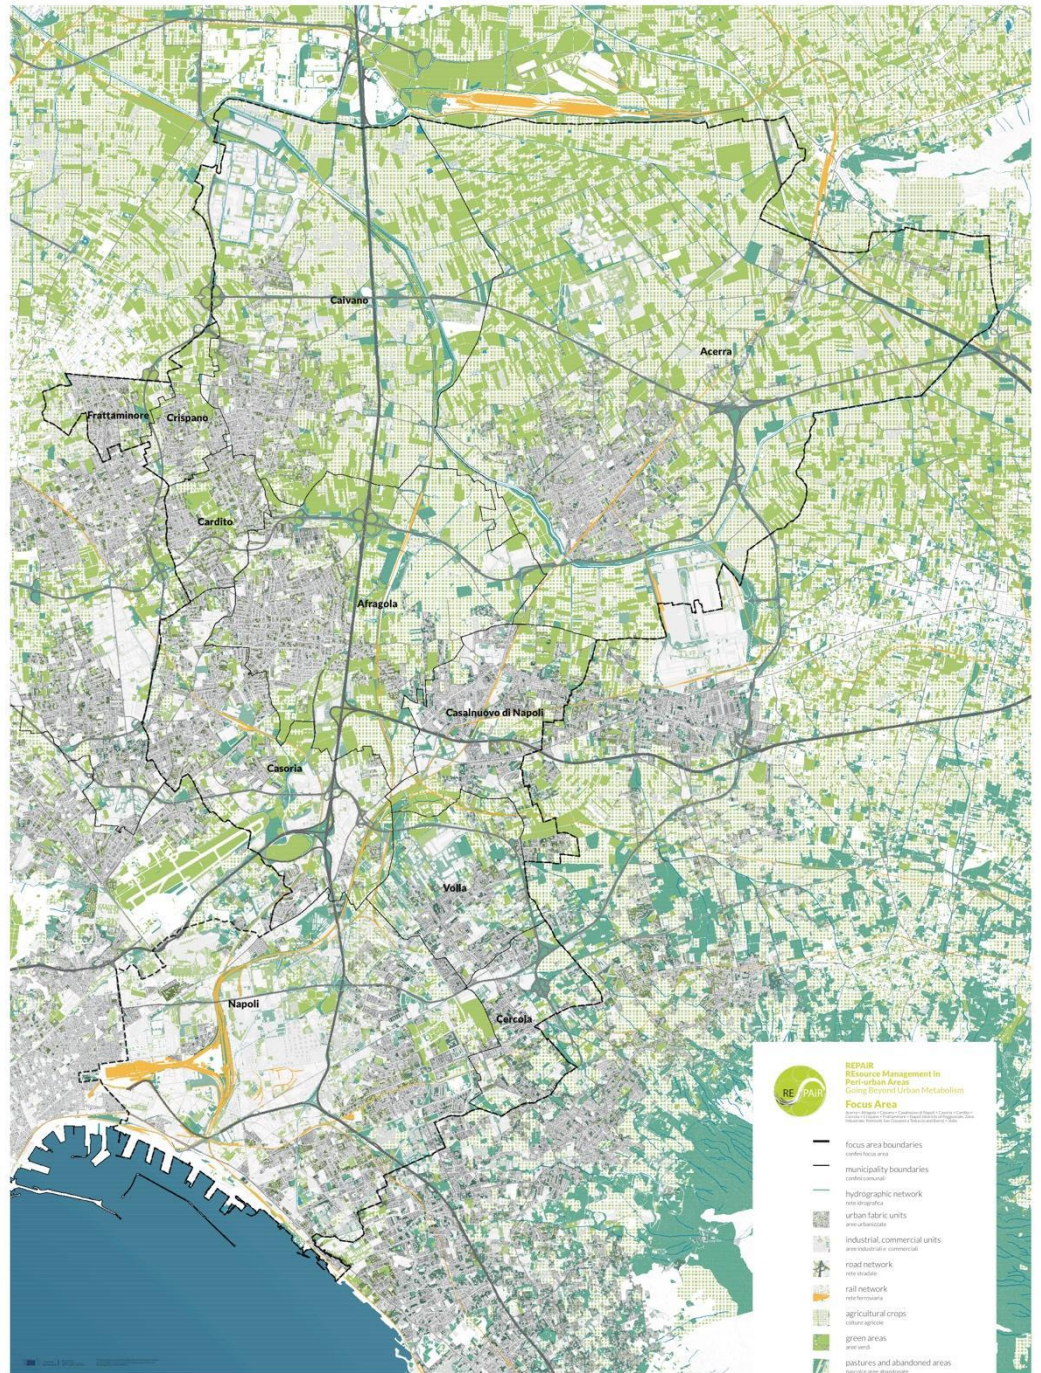 Caivano
Acerra
Frattaminore
Crispano
Cardito
Afragola
Casalnuovo di Napoli
Casoria
Volla
Napoli
Cercola
RE PAiR
REPAiR
REsource Management in
Peri-urban Areas
Going Beyond Urban Metabolism
Focus Area
focus area boundaries
confini focus area
municipality boundaries
confini comunali
hydrographic network
rete idrografica
urban fabric units
aree urbanizzate
industrial, commercial units
aree industriali e commerciali
road network
rete stradale
rail network
rete ferroviaria
agricultural crops
colture agricole
green areas
aree verdi
pastures and abandoned areas